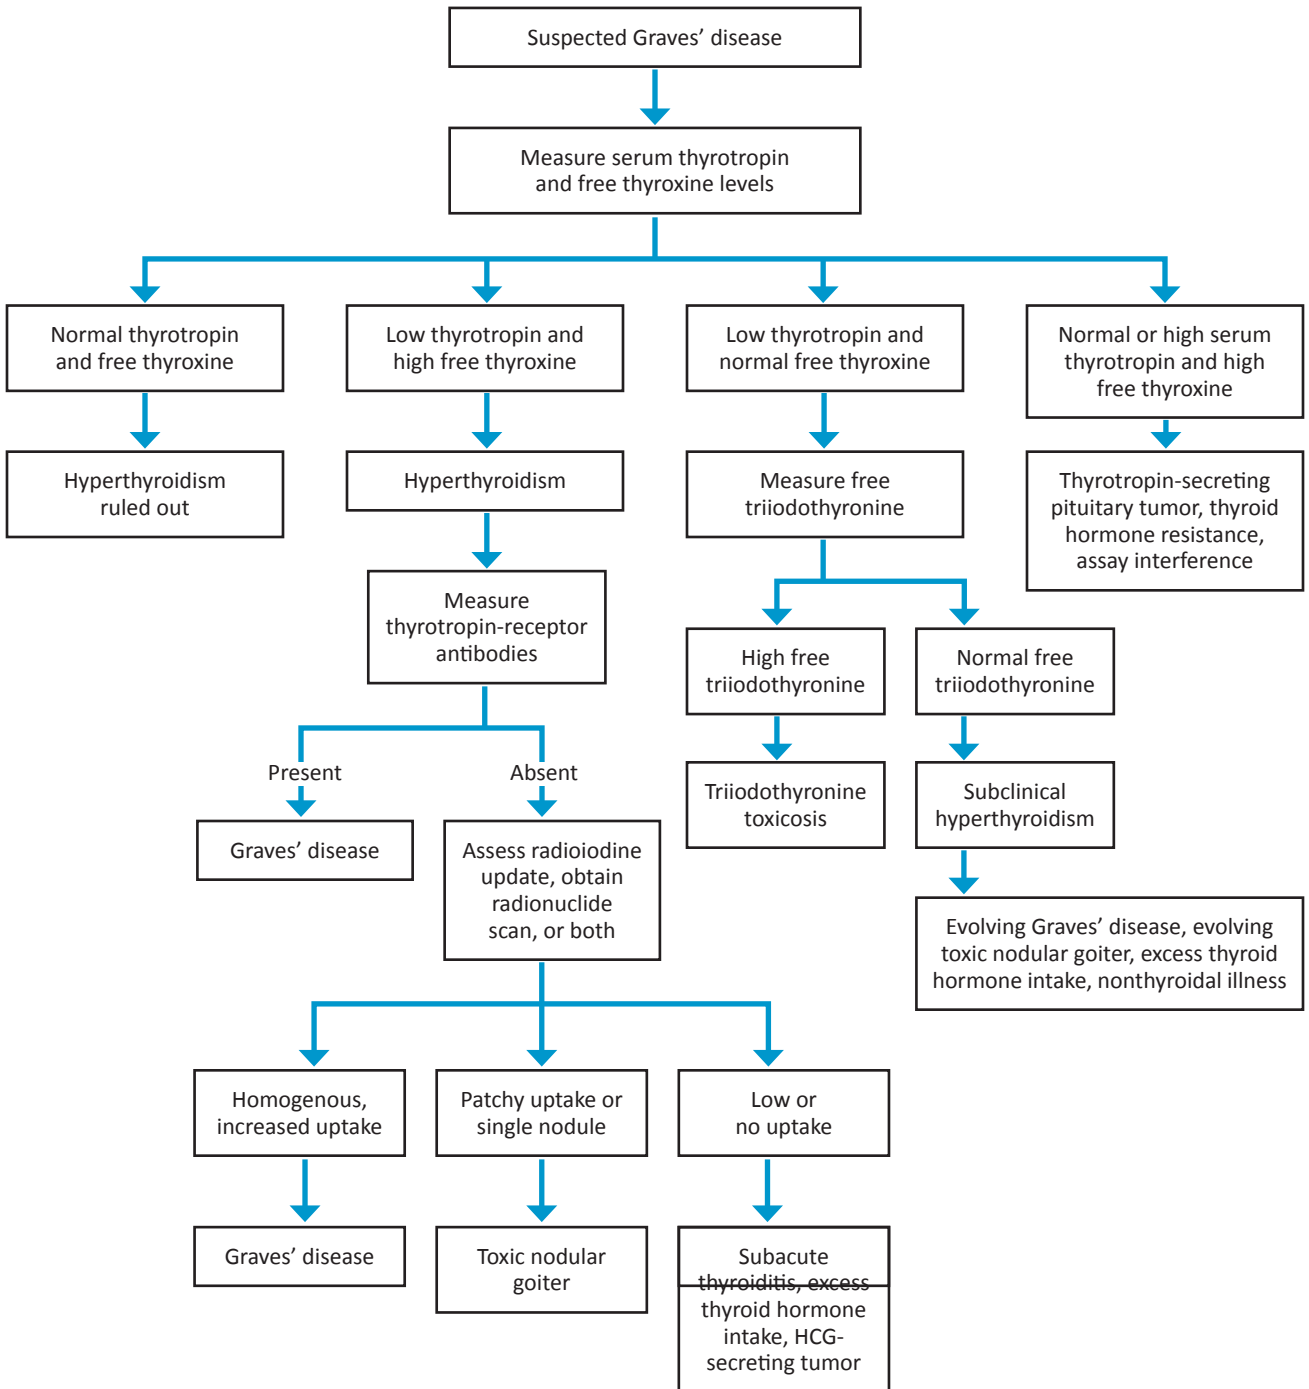 Suspected Graves’ disease
Measure serum thyrotropin
and free thyroxine levels
Normal thyrotropin
and free thyroxine
Low thyrotropin and
high free thyroxine
Low thyrotropin and
normal free thyroxine
Normal or high serum
thyrotropin and high
free thyroxine
Hyperthyroidism
ruled out
Hyperthyroidism
Measure free
triiodothyronine
Thyrotropin-secreting
pituitary tumor, thyroid
hormone resistance,
assay interference
Measure
thyrotropin-receptor
antibodies
High free
triiodothyronine
Normal free
triiodothyronine
Present
Absent
Triiodothyronine
toxicosis
Subclinical
hyperthyroidism
Graves’ disease
Assess radioiodine
update, obtain
radionuclide
scan, or both
Evolving Graves’ disease, evolving
toxic nodular goiter, excess thyroid
hormone intake, nonthyroidal illness
Homogenous,
increased uptake
Patchy uptake or
single nodule
Low or
no uptake
Graves’ disease
Toxic nodular
goiter
Subacute
thyroiditis, excess
thyroid hormone
intake, HCG-
secreting tumor